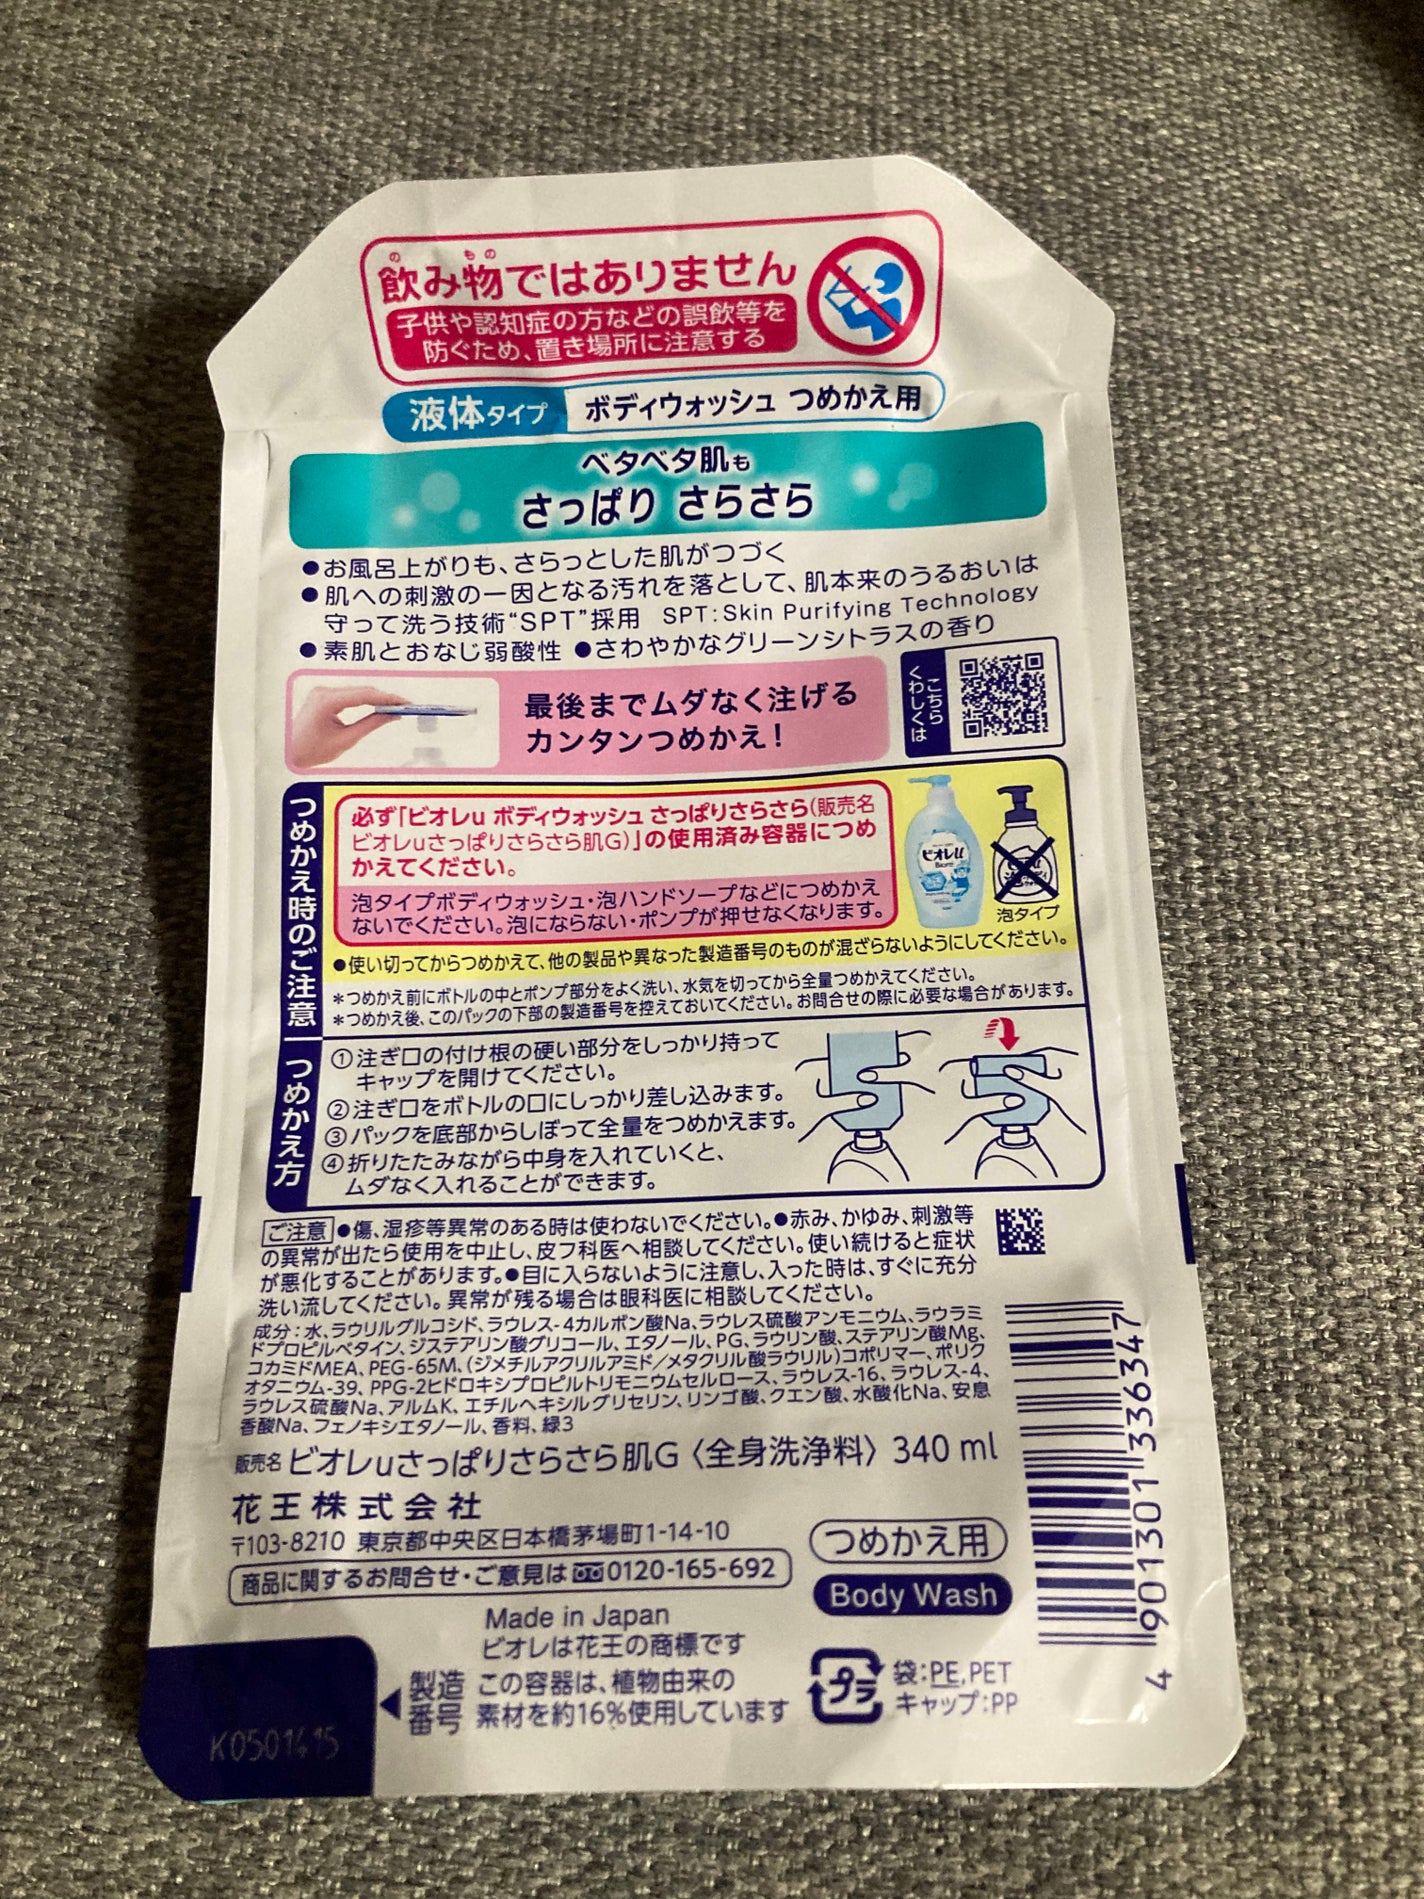 飲み物ではありません
子供や認知症の方などの誤飲等を
防ぐため、置き場所に注意する
液体タイプ ボディウォッシュ つめかえ用
ベタベタ肌も
さっぱり さらさら
●お風呂上がりも、さらっとした肌がつづく
●肌への刺激の一因となる汚れを落として、肌本来のうるおいは
守って洗う技術“SPT”採用 SPT:Skin Purifying Technology
●素肌とおなじ弱酸性 ●さわやかなグリーンシトラスの香り
最後までムダなく注げる
カンタンつめかえ!
くわしくは
こちら
つめかえ時のご注意
必ず「ビオレu ボディウォッシュ さっぱりさらさら(販売名
ビオレuさっぱりさらさら肌G)」の使用済み容器につめ
かえてください。
泡タイプボディウォッシュ・泡ハンドソープなどにつめかえ
ないでください。泡にならない・ポンプが押せなくなります。
ビオレu
泡タイプ
●使い切ってからつめかえて、他の製品や異なった製造番号のものが混ざらないようにしてください。
*つめかえ前にボトルの中とポンプ部分をよく洗い、水気を切ってから全量つめかえてください。
*つめかえ後、このパックの下部の製造番号を控えておいてください。お問合せの際に必要な場合があります。
つめかえ方
①注ぎ口の付け根の硬い部分をしっかり持って
キャップを開けてください。
②注ぎ口をボトルの口にしっかり差し込みます。
③パックを底部からしぼって全量をつめかえます。
④折りたたみながら中身を入れていくと、
ムダなく入れることができます。
ご注意 ●傷、湿疹等異常のある時は使わないでください。●赤み、かゆみ、刺激等
の異常が出たら使用を中止し、皮フ科医へ相談してください。使い続けると症状
が悪化することがあります。●目に入らないように注意し、入った時は、すぐに充分
洗い流してください。異常が残る場合は眼科医に相談してください。
成分:水、ラウリルグルコシド、ラウレス-4カルボン酸Na、ラウレス硫酸アンモニウム、ラウラミ
ドプロピルベタイン、ジステアリン酸グリコール、エタノール、PG、ラウリン酸、ステアリン酸Mg、
コカミドMEA、PEG-65M、(ジメチルアクリルアミド/メタクリル酸ラウリル)コポリマー、ポリク
オタニウム-39、PPG-2ヒドロキシプロピルトリモニウムセルロース、ラウレス-16、ラウレス-4、
ラウレス硫酸Na、アルムK、エチルヘキシルグリセリン、リンゴ酸、クエン酸、水酸化Na、安息
香酸Na、フェノキシエタノール、香料、緑3
販売名 ビオレuさっぱりさらさら肌G〈全身洗浄料〉340 ml
花王株式会社
〒103-8210 東京都中央区日本橋茅場町1-14-10
商品に関するお問合せ・ご意見は 0120-165-692
つめかえ用
Body Wash
Made in Japan
ビオレは花王の商標です
製造
番号
この容器は、植物由来の
素材を約16%使用しています
プラ
袋:PE,PET
キャップ:PP
4 901301 336347